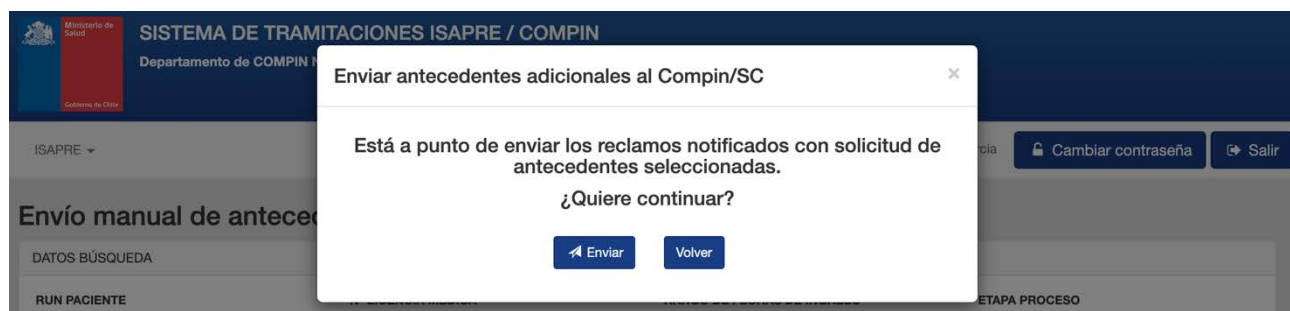 Ministerio de
Salud
Gobierno de Chile
SISTEMA DE TRAMITACIONES ISAPRE / COMPIN
Departamento de COMPIN
Enviar antecedentes adicionales al Compin/SC
×
Está a punto de enviar los reclamos notificados con solicitud de
antecedentes seleccionadas.
¿Quiere continuar?
Enviar
Volver
ISAPRE
Cambiar contraseña
Salir
Envío manual de
DATOS BÚSQUEDA
RUN PACIENTE
ETAPA PROCESO